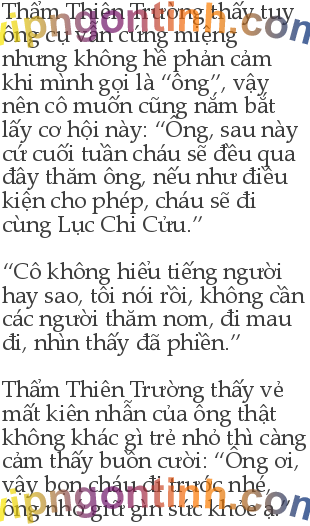 Thẩm Thiên Trường thấy tuy
ông cụ vẫn cứng miệng
nhưng không hề phản cảm
khi mình gọi là “ông”, vậy
nên cô muốn cũng nắm bắt
lấy cơ hội này: “Ông, sau này
cứ cuối tuần cháu sẽ đều qua
đây thăm ông, nếu như điều
kiện cho phép, cháu sẽ đi
cùng Lục Chi Cửu.”
“Cô không hiểu tiếng người
hay sao, tôi nói rồi, không cần
các người thăm nom, đi mau
đi, nhìn thấy đã phiền.”
Thẩm Thiên Trường thấy vẻ
mất kiên nhẫn của ông thật
không khác gì trẻ nhỏ thì càng
cảm thấy buồn cười: “Ông ơi,
vậy bọn cháu đi trước nhé,
ông nhớ giữ gìn sức khỏe ạ.”